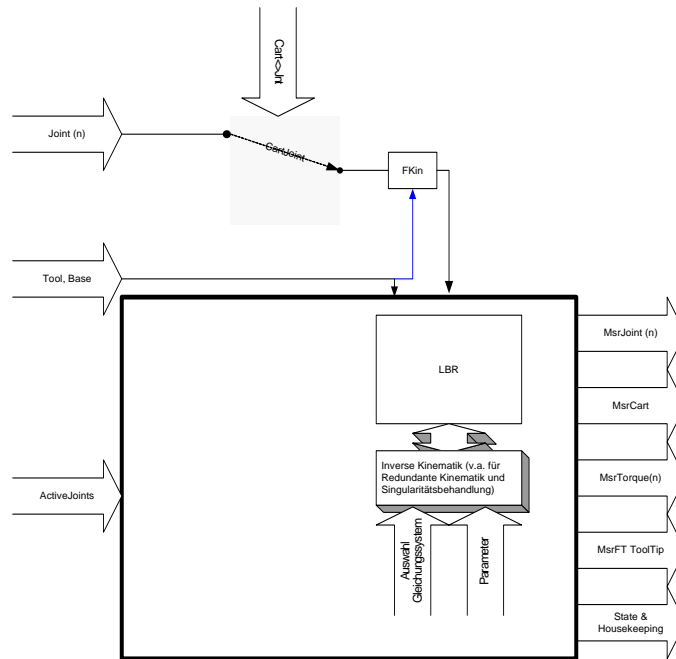 Cart<>Jnt
Joint (n)
CartJoint
FKin
Tool, Base
MsrJoint (n)
LBR
MsrCart
Inverse Kinematik (v.a. für
Redundante Kinematik und
Singularitätsbehandlung)
ActiveJoints
MsrTorque(n)
Auswahl
Gleichungssystem
Parameter
MsrFT ToolTip
State &
Housekeeping